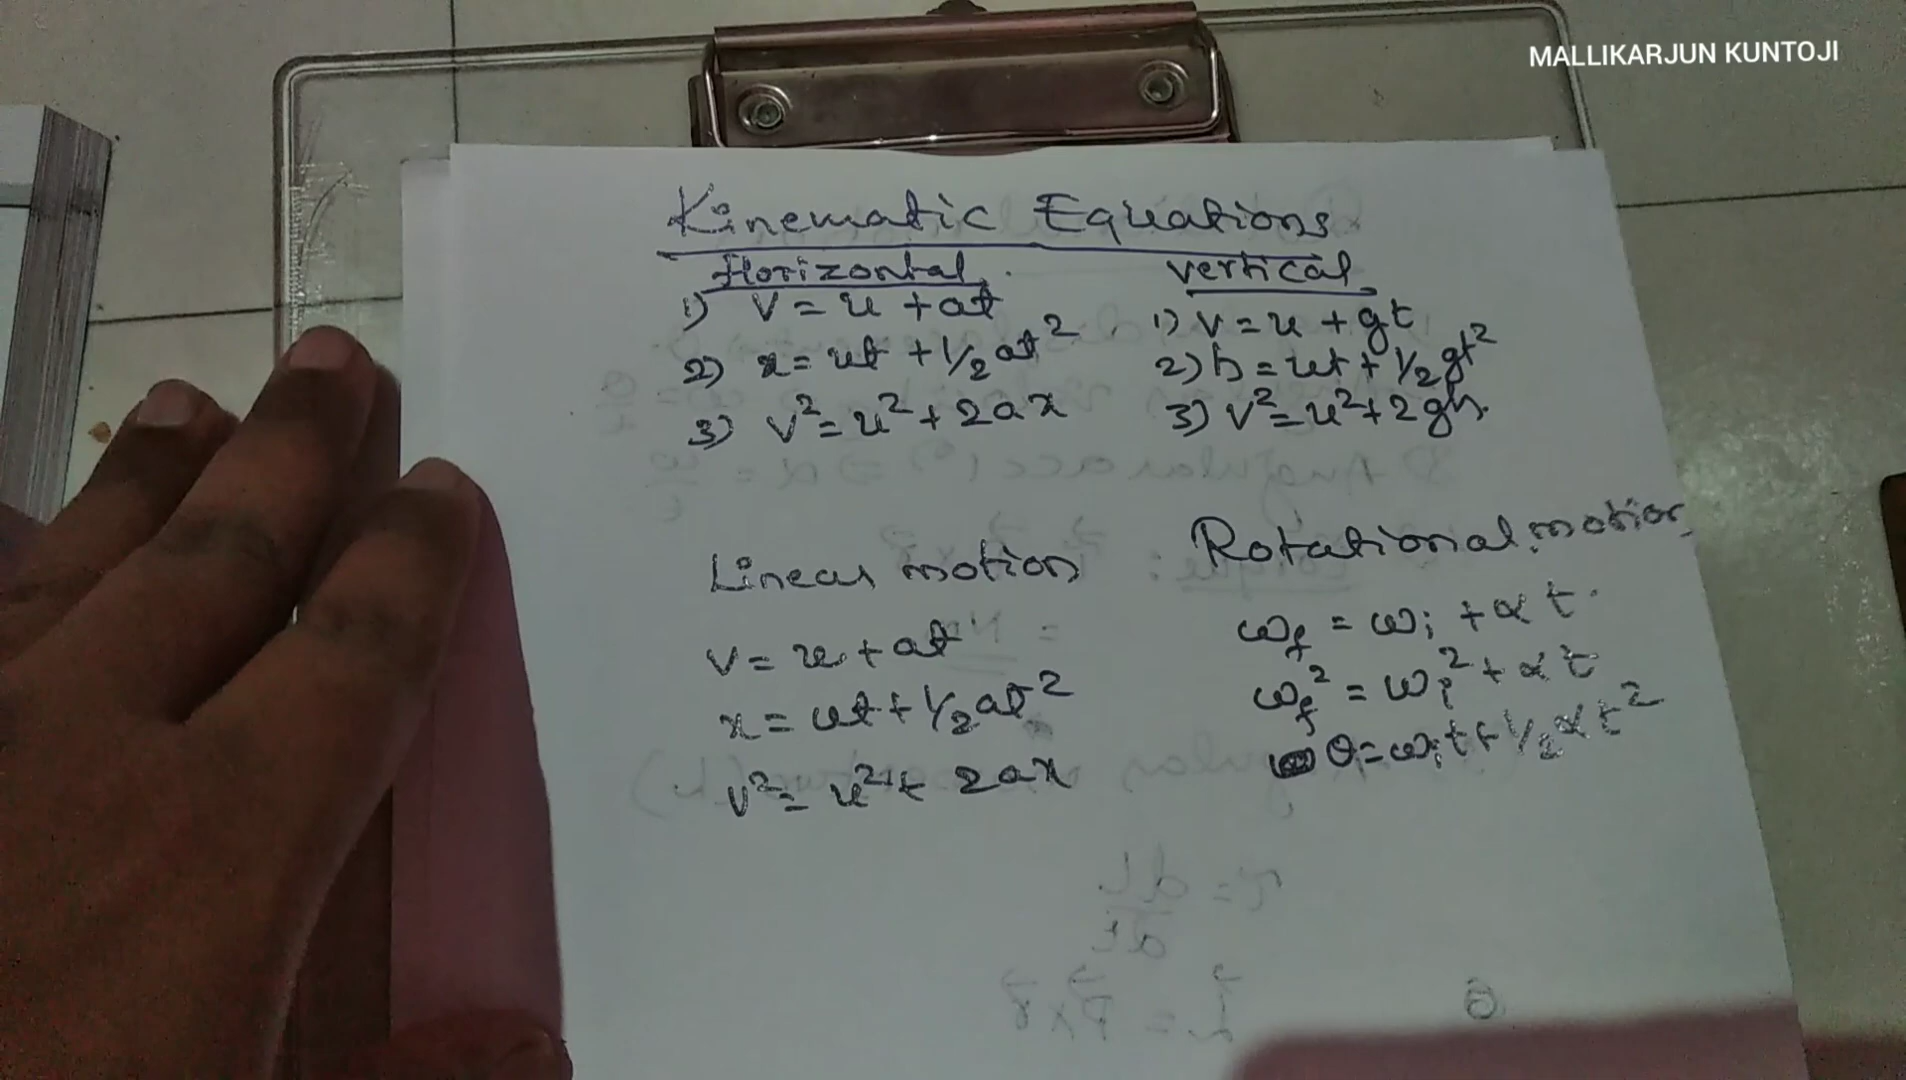 MALLIKARJUN KUNTOJI
Kinematic Equations
Horizontal
1) v = u + at
2) x = ut + 1/2 at²
3) v² = u² + 2ax
vertical
1) v = u + gt
2) h = ut + 1/2 gt²
3) v² = u² + 2gh.
Linear motion
v = u + at
x = ut + 1/2 at²
v² = u² + 2ax
Rotational motion
ωf = ωi + αt.
ωf² = ωi² + αt
θ = ωit + 1/2 αt²